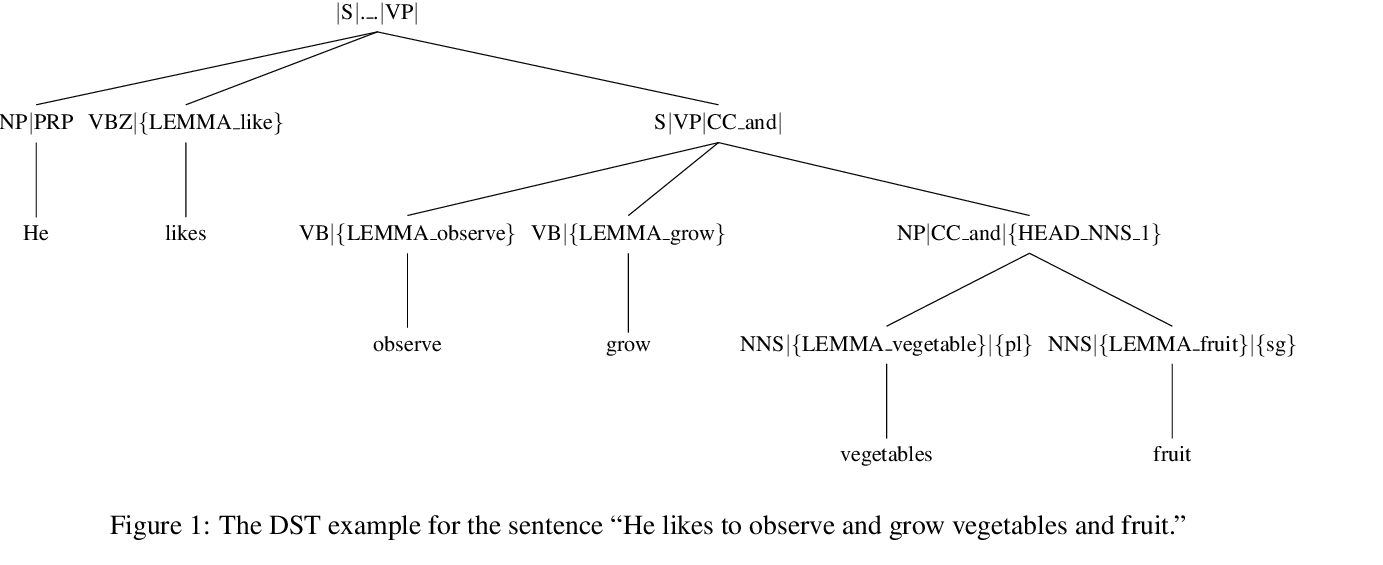 |S|._.|VP|
NP|PRP VBZ|{LEMMA_like} S|VP|CC_and|
He likes VB|{LEMMA_observe} VB|{LEMMA_grow} NP|CC_and|{HEAD_NNS_1}
observe grow NNS|{LEMMA_vegetable}|{pl} NNS|{LEMMA_fruit}|{sg}
vegetables fruit
Figure 1: The DST example for the sentence “He likes to observe and grow vegetables and fruit.”